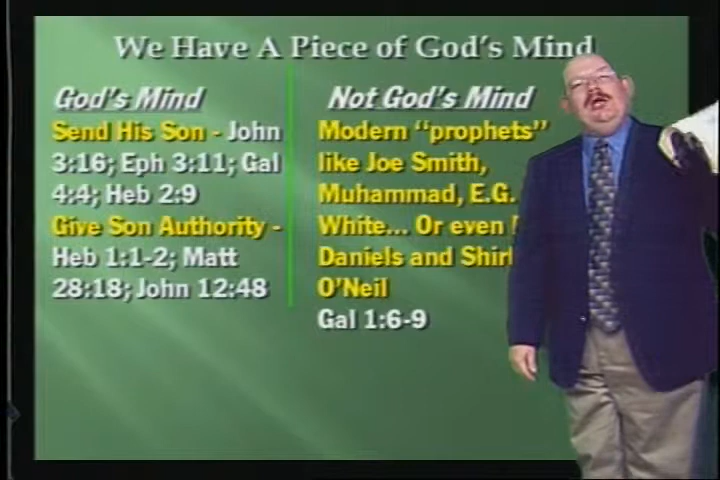 We Have A Piece of God's Mind
God's Mind
Send His Son - John
3:16; Eph 3:11; Gal
4:4; Heb 2:9
Give Son Authority -
Heb 1:1-2; Matt
28:18; John 12:48
Not God's Mind
Modern “prophets”
like Joe Smith,
Muhammad, E.G.
White... Or even
Daniels and
O'Neil
Gal 1:6-9